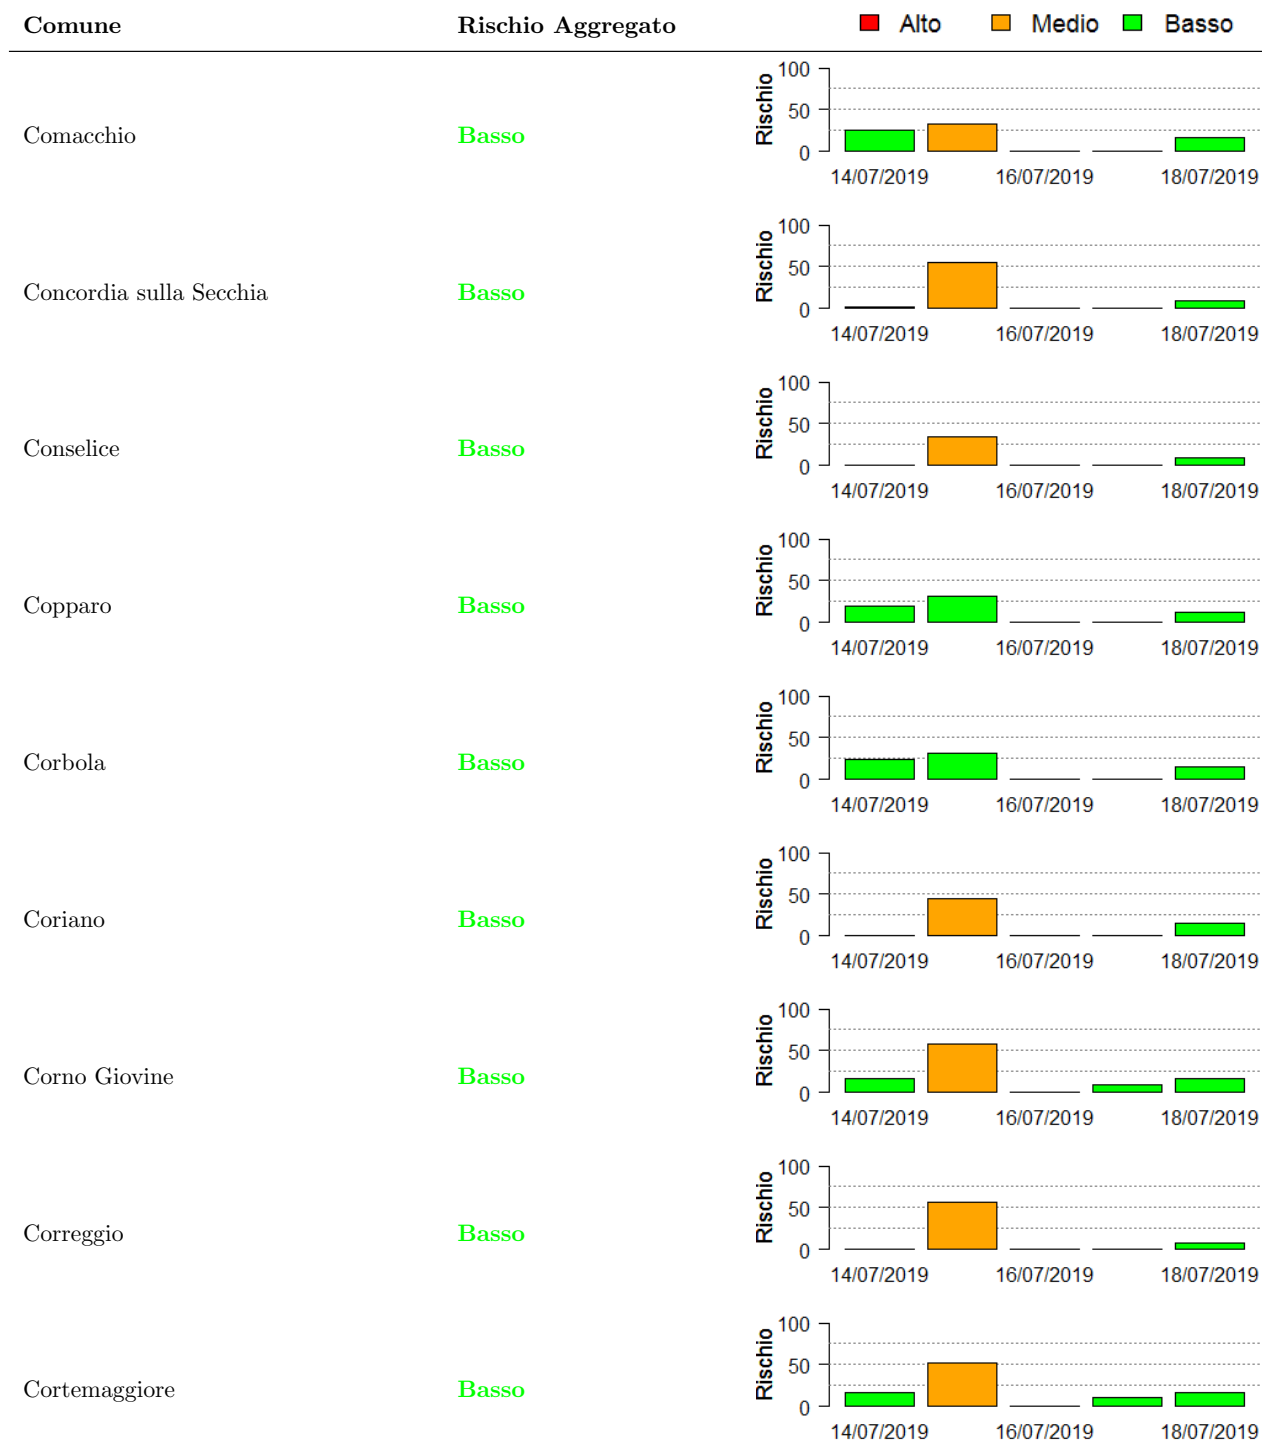 Comune Rischio Aggregato Alto Medio Basso
100
50
0
Rischio
Comacchio Basso
14/07/2019 16/07/2019 18/07/2019
100
50
0
Rischio
Concordia sulla Secchia Basso
14/07/2019 16/07/2019 18/07/2019
100
50
0
Rischio
Conselice Basso
14/07/2019 16/07/2019 18/07/2019
100
50
0
Rischio
Copparo Basso
14/07/2019 16/07/2019 18/07/2019
100
50
0
Rischio
Corbola Basso
14/07/2019 16/07/2019 18/07/2019
100
50
0
Rischio
Coriano Basso
14/07/2019 16/07/2019 18/07/2019
100
50
0
Rischio
Corno Giovine Basso
14/07/2019 16/07/2019 18/07/2019
100
50
0
Rischio
Correggio Basso
14/07/2019 16/07/2019 18/07/2019
100
50
0
Rischio
Cortemaggiore Basso
14/07/2019 16/07/2019 18/07/2019